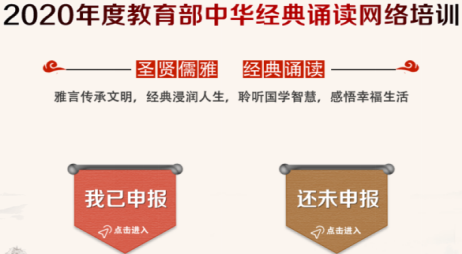 2020年度教育部中华经典诵读网络培训
圣贤儒雅 经典诵读
雅言传承文明，经典浸润人生，聆听国学智慧，感悟幸福生活
我已申报 还未申报
点击进入 点击进入